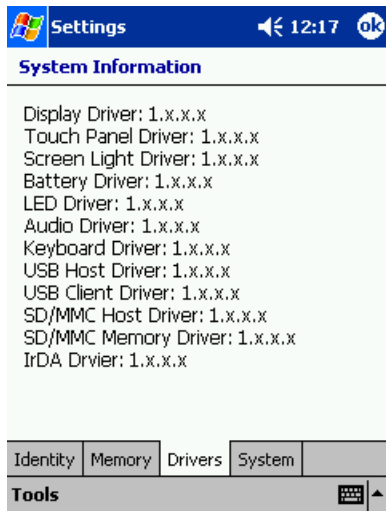 Settings 12:17 ok
System Information
Display Driver: 1.x.x.x
Touch Panel Driver: 1.x.x.x
Screen Light Driver: 1.x.x.x
Battery Driver: 1.x.x.x
LED Driver: 1.x.x.x
Audio Driver: 1.x.x.x
Keyboard Driver: 1.x.x.x
USB Host Driver: 1.x.x.x
USB Client Driver: 1.x.x.x
SD/MMC Host Driver: 1.x.x.x
SD/MMC Memory Driver: 1.x.x.x
IrDA Drvier: 1.x.x.x
Identity Memory Drivers System
Tools